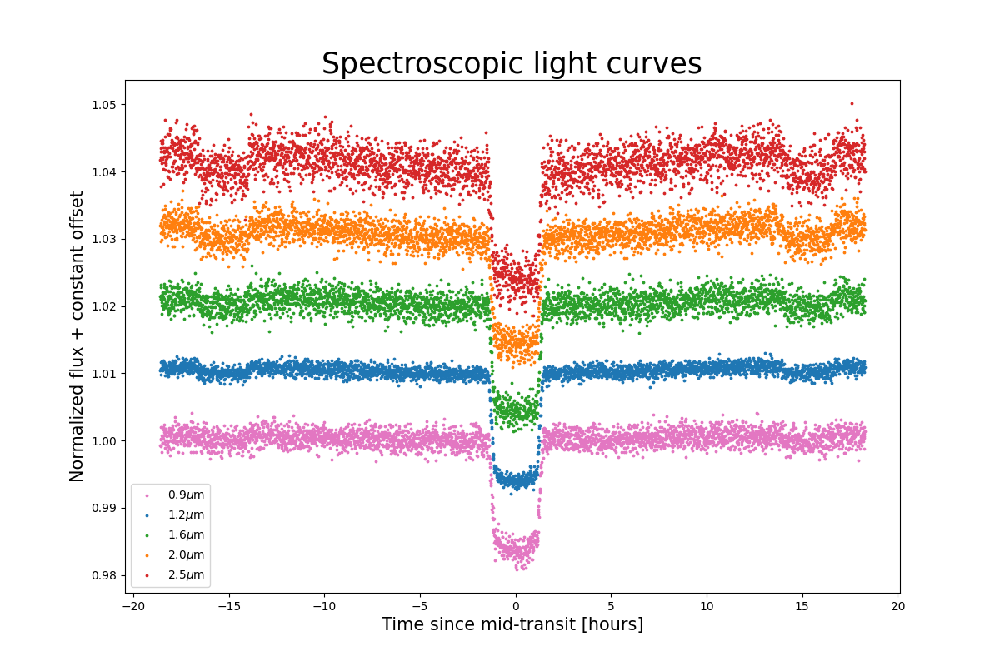 Spectroscopic light curves
Normalized flux + constant offset
1.05
1.04
1.03
1.02
1.01
1.00
0.99
0.98
0.9μm
1.2μm
1.6μm
2.0μm
2.5μm
−20
−15
−10
−5
0
5
10
15
20
Time since mid-transit [hours]